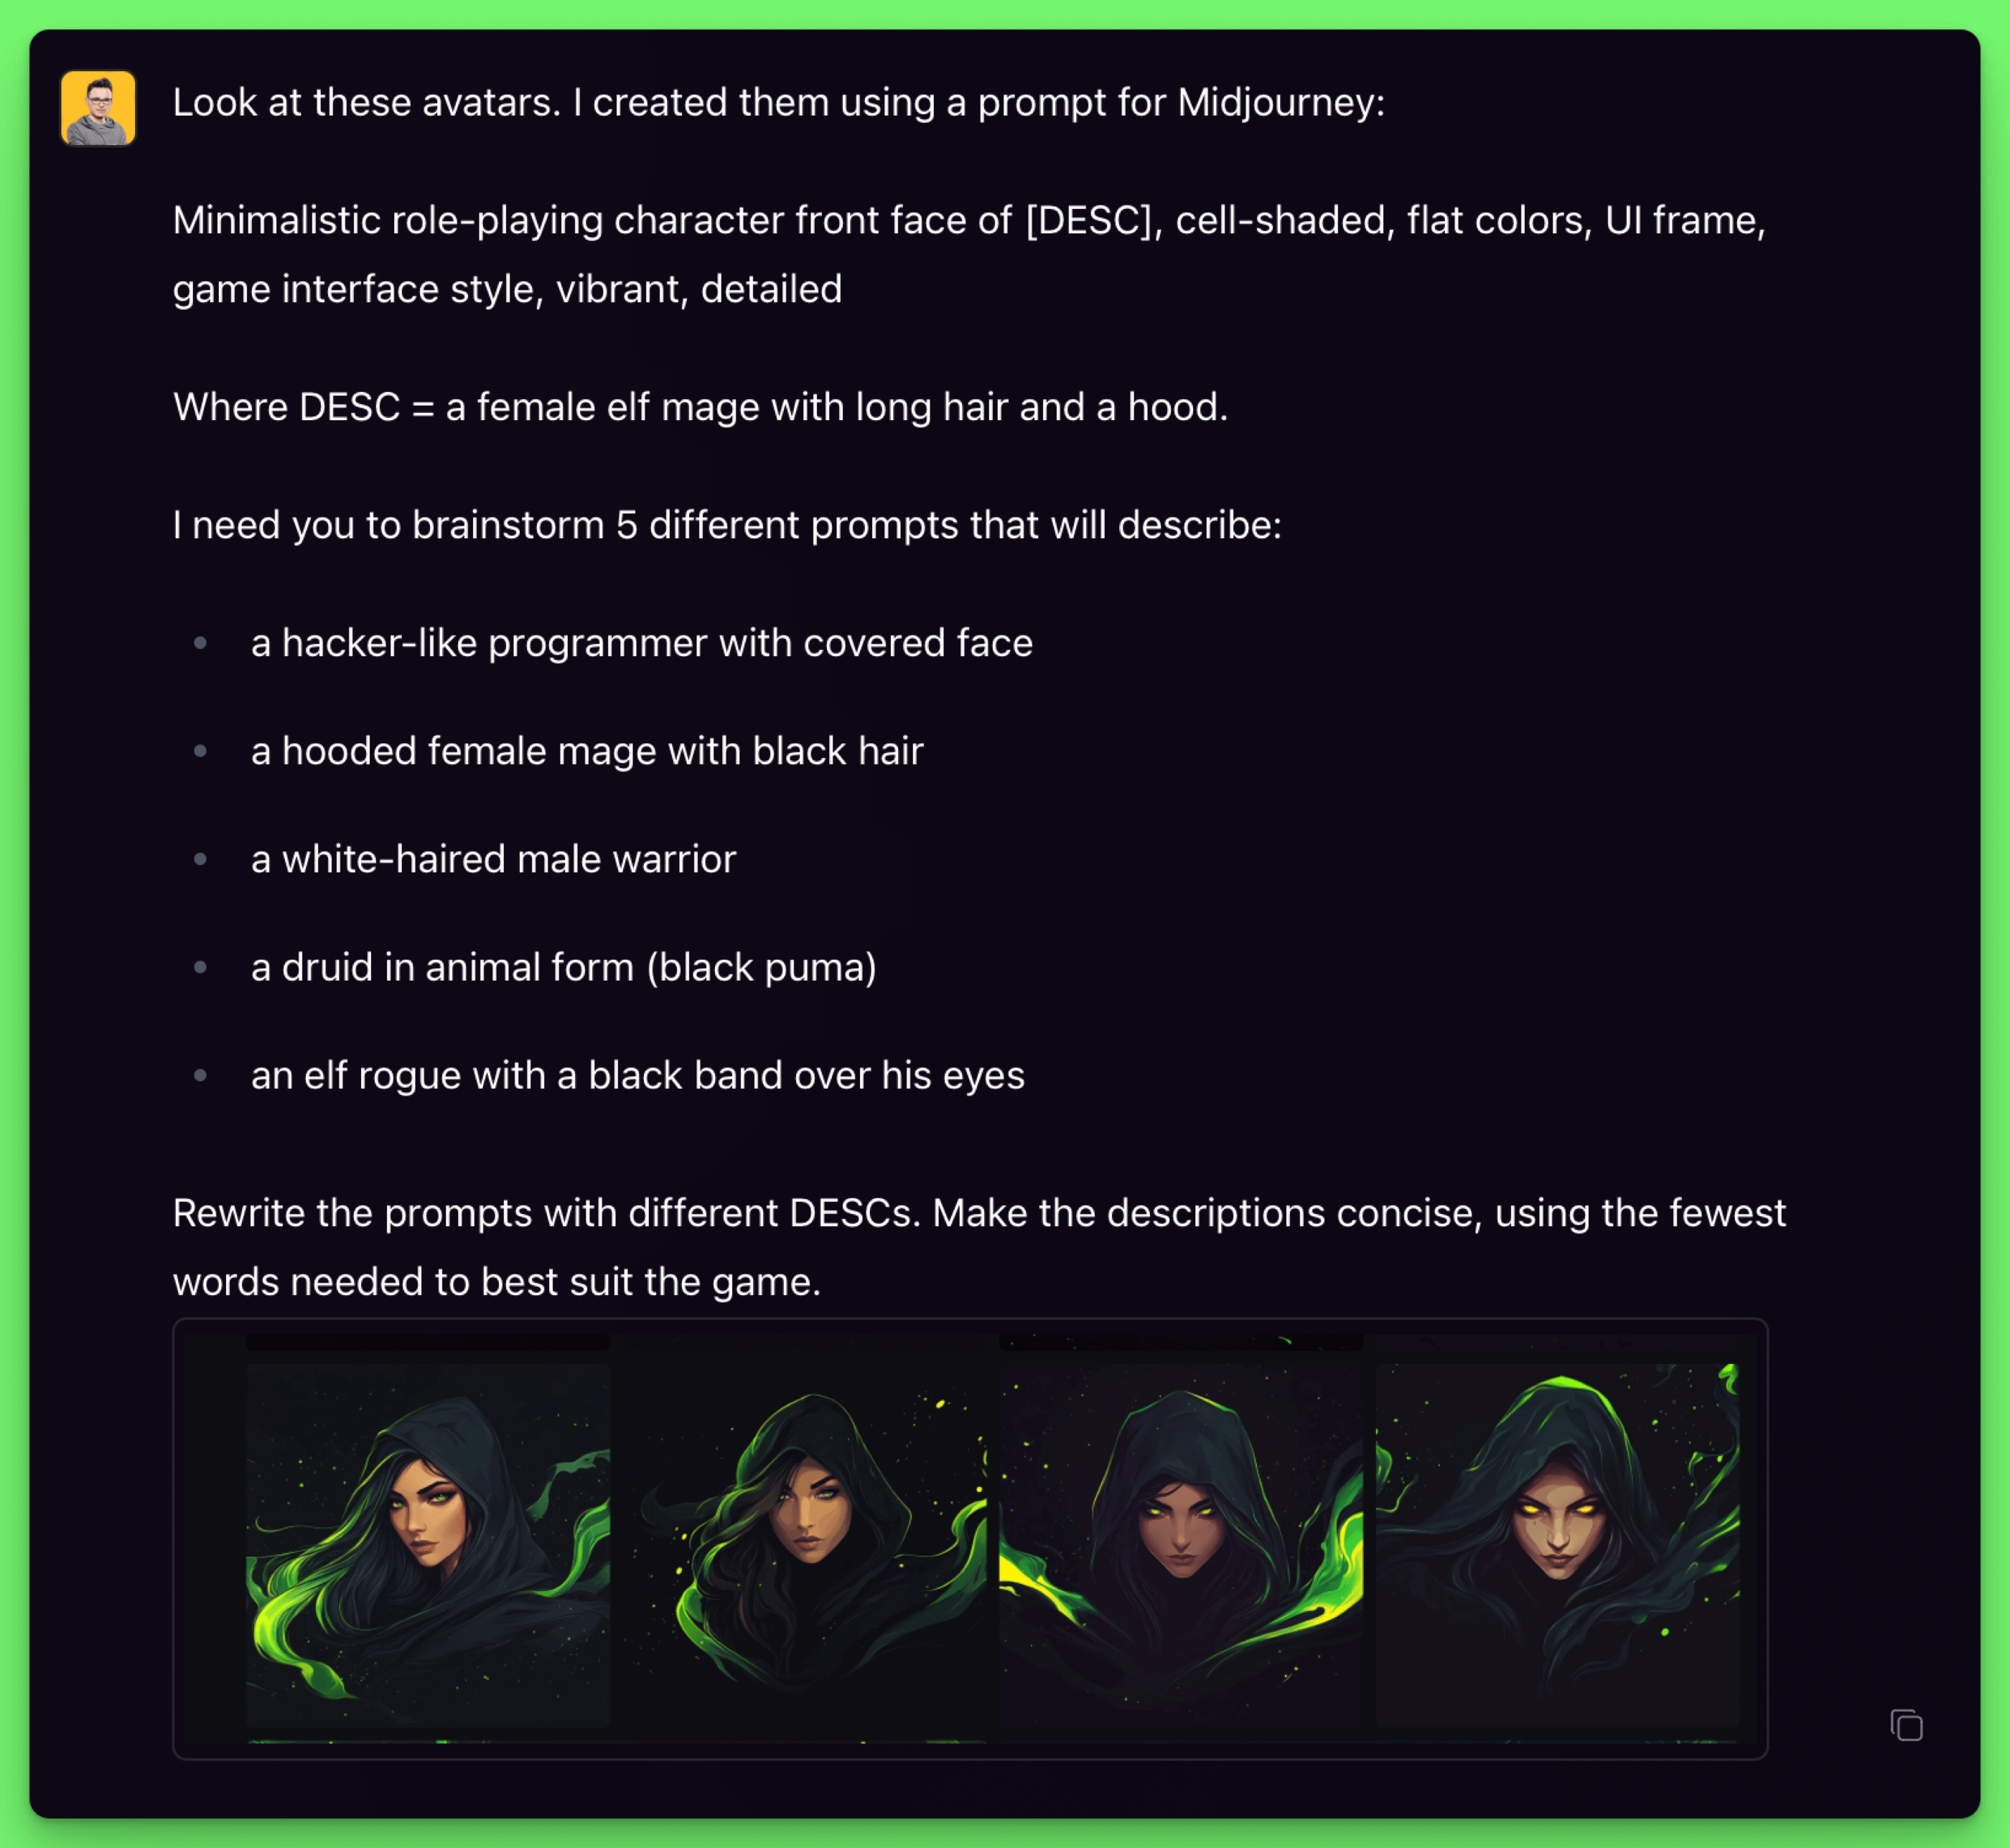 Look at these avatars. I created them using a prompt for Midjourney:
Minimalistic role-playing character front face of [DESC], cell-shaded, flat colors, UI frame,
game interface style, vibrant, detailed
Where DESC = a female elf mage with long hair and a hood.
I need you to brainstorm 5 different prompts that will describe:
• a hacker-like programmer with covered face
• a hooded female mage with black hair
• a white-haired male warrior
• a druid in animal form (black puma)
• an elf rogue with a black band over his eyes
Rewrite the prompts with different DESCs. Make the descriptions concise, using the fewest
words needed to best suit the game.